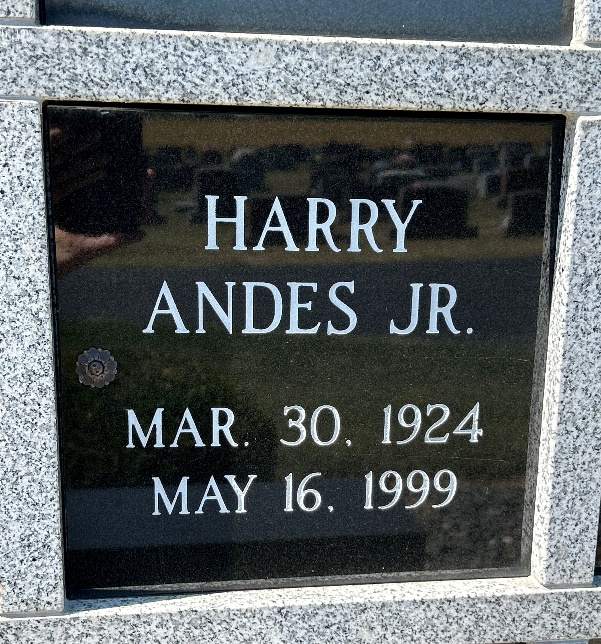 HARRY
ANDES JR.
MAR. 30, 1924
MAY 16, 1999